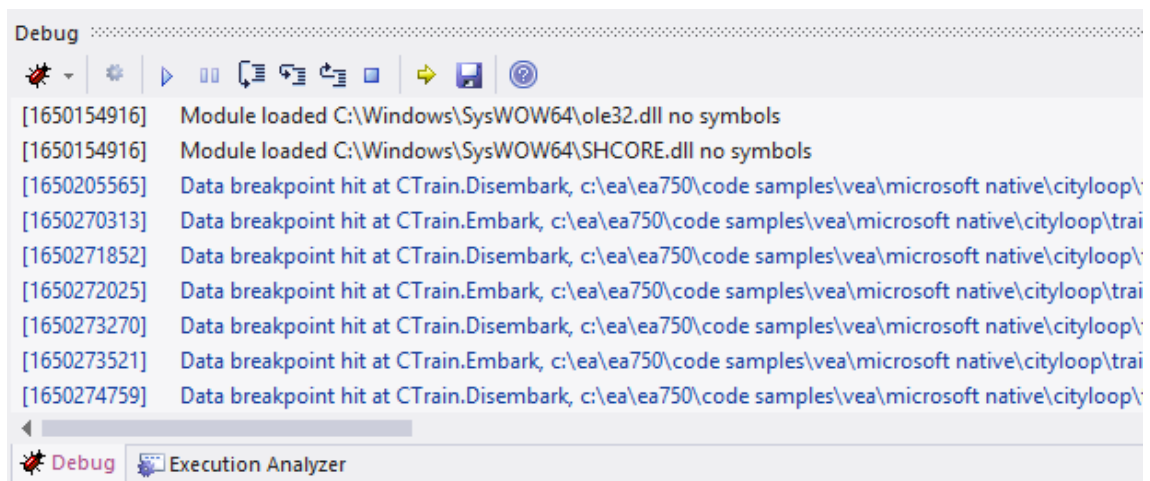 Debug
[1650154916] Module loaded C:\Windows\SysWOW64\ole32.dll no symbols
[1650154916] Module loaded C:\Windows\SysWOW64\SHCORE.dll no symbols
[1650205565] Data breakpoint hit at CTrain.Disembark, c:\ea\ea750\code samples\vea\microsoft native\cityloop\
[1650270313] Data breakpoint hit at CTrain.Embark, c:\ea\ea750\code samples\vea\microsoft native\cityloop\trai
[1650271852] Data breakpoint hit at CTrain.Disembark, c:\ea\ea750\code samples\vea\microsoft native\cityloop\
[1650272025] Data breakpoint hit at CTrain.Embark, c:\ea\ea750\code samples\vea\microsoft native\cityloop\trai
[1650273270] Data breakpoint hit at CTrain.Disembark, c:\ea\ea750\code samples\vea\microsoft native\cityloop\
[1650273521] Data breakpoint hit at CTrain.Embark, c:\ea\ea750\code samples\vea\microsoft native\cityloop\trai
[1650274759] Data breakpoint hit at CTrain.Disembark, c:\ea\ea750\code samples\vea\microsoft native\cityloop\
Debug Execution Analyzer